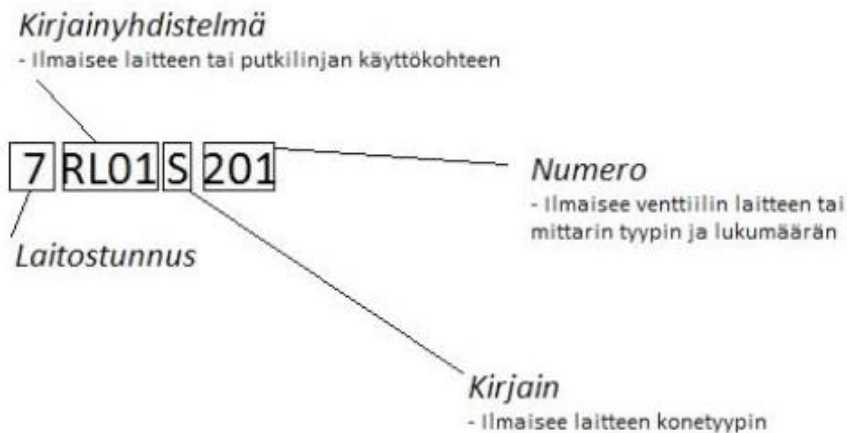 Kirjainyhdistelmä
- Ilmaisee laitteen tai putkilinjan käyttökohteen
7 RL01 S 201
Numero
- Ilmaisee venttiilin laitteen tai
mittarin tyypin ja lukumäärän
Laitostunnus
Kirjain
- Ilmaisee laitteen konetyypin